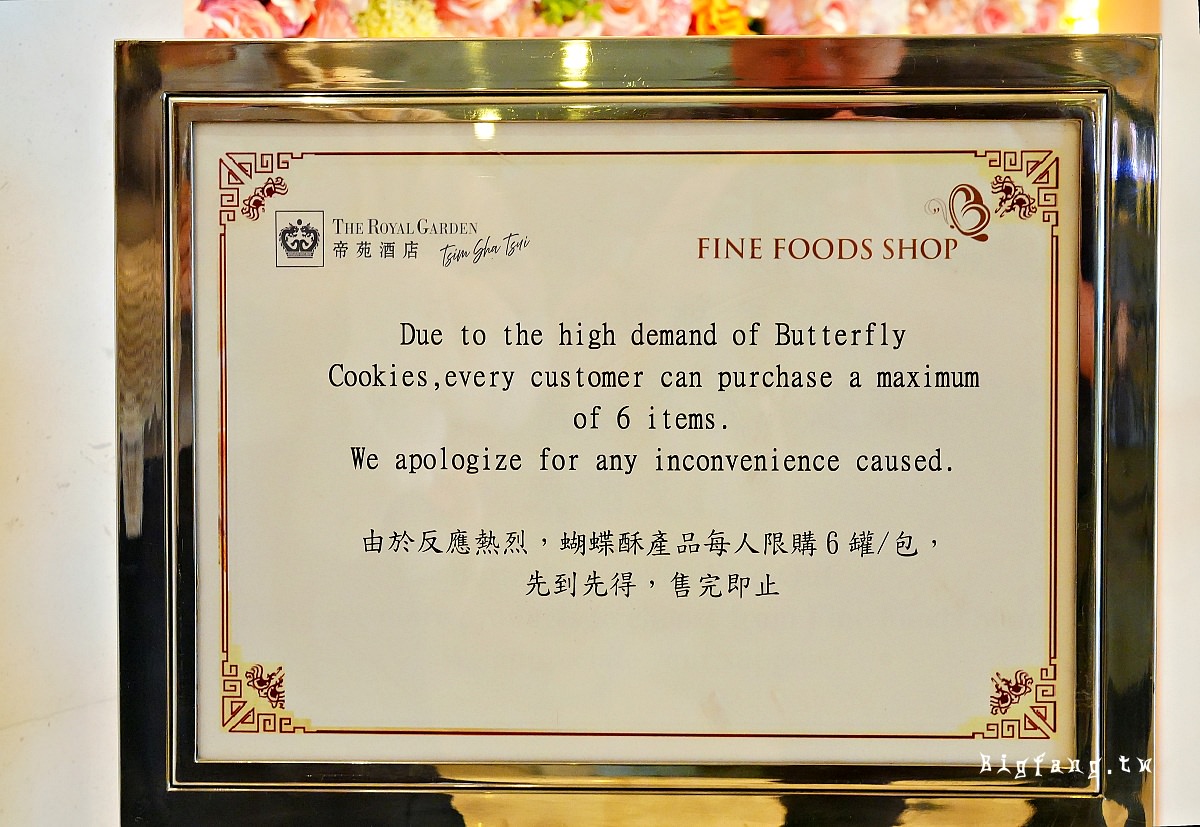 THE ROYAL GARDEN
帝苑酒店 Tsim Sha Tsui
FINE FOODS SHOP
Due to the high demand of Butterfly
Cookies,every customer can purchase a maximum
of 6 items.
We apologize for any inconvenience caused.
由於反應熱烈，蝴蝶酥產品每人限購6罐/包，
先到先得，售完即止
Bigfang.tw